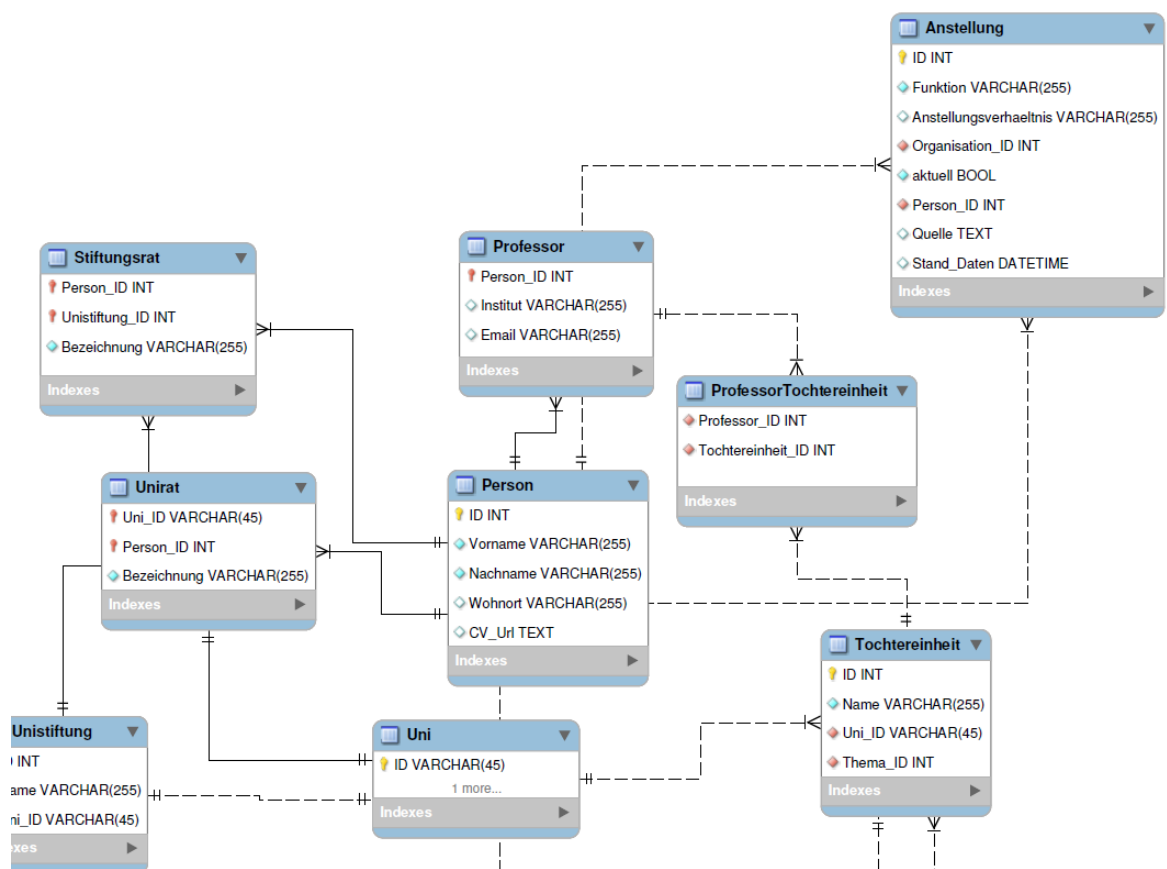 Anstellung
ID INT
Funktion VARCHAR(255)
Anstellungsverhaeltnis VARCHAR(255)
Organisation_ID INT
aktuell BOOL
Person_ID INT
Quelle TEXT
Stand_Daten DATETIME
Indexes
Stiftungsrat
Person_ID INT
Unistiftung_ID INT
Bezeichnung VARCHAR(255)
Indexes
Professor
Person_ID INT
Institut VARCHAR(255)
Email VARCHAR(255)
Indexes
ProfessorTochtereinheit
Professor_ID INT
Tochtereinheit_ID INT
Indexes
Unirat
Uni_ID VARCHAR(45)
Person_ID INT
Bezeichnung VARCHAR(255)
Indexes
Person
ID INT
Vorname VARCHAR(255)
Nachname VARCHAR(255)
Wohnort VARCHAR(255)
CV_Url TEXT
Indexes
Tochtereinheit
ID INT
Name VARCHAR(255)
Uni_ID VARCHAR(45)
Thema_ID INT
Indexes
Unistiftung
INT
ame VARCHAR(255)
ni_ID VARCHAR(45)
exes
Uni
ID VARCHAR(45)
1 more...
Indexes